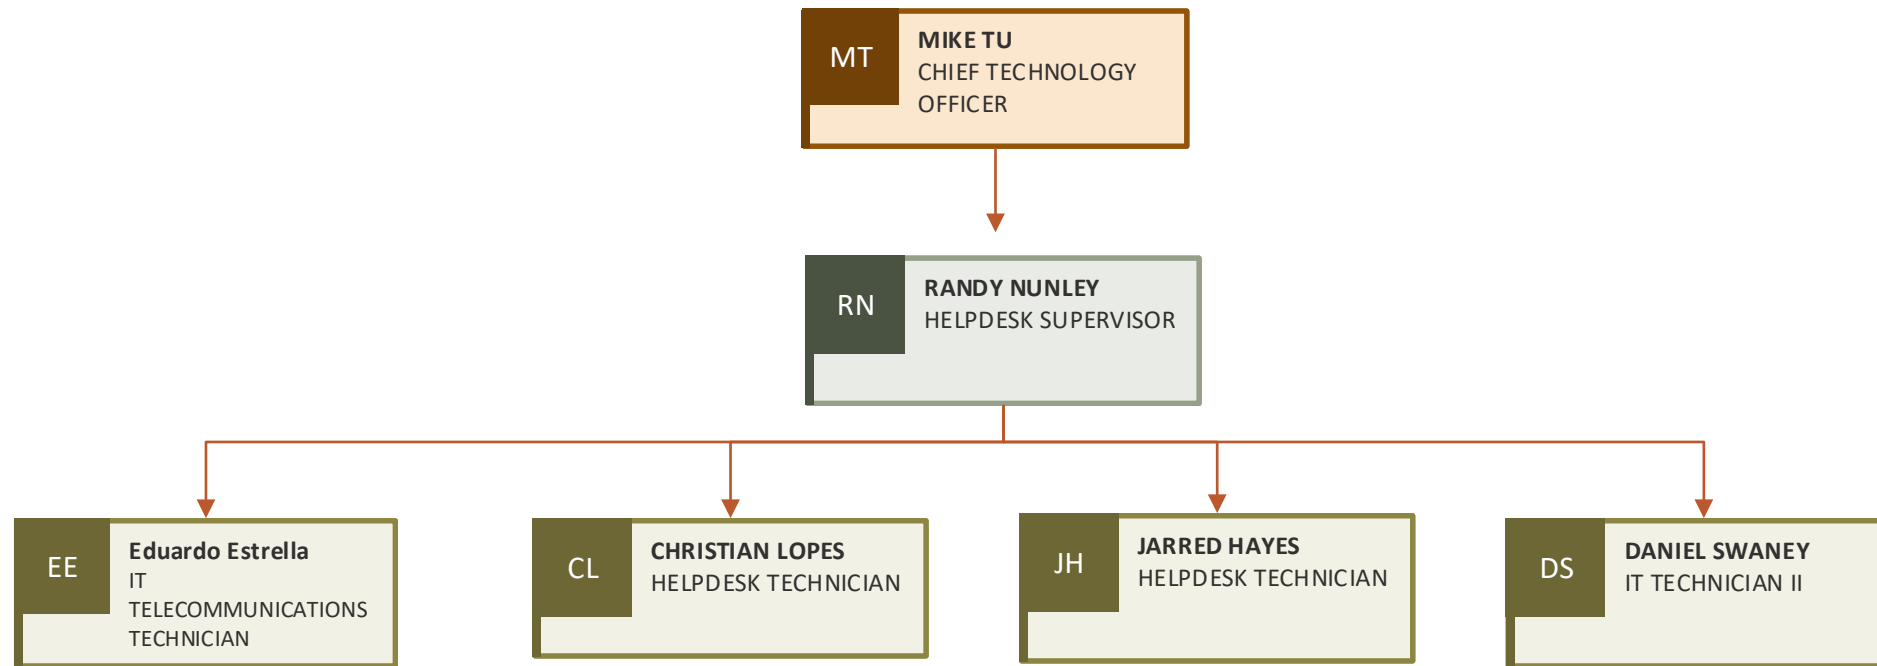 MT
MIKE TU
CHIEF TECHNOLOGY
OFFICER
RN
RANDY NUNLEY
HELPDESK SUPERVISOR
EE
Eduardo Estrella
IT
TELECOMMUNICATIONS
TECHNICIAN
CL
CHRISTIAN LOPES
HELPDESK TECHNICIAN
JH
JARRED HAYES
HELPDESK TECHNICIAN
DS
DANIEL SWANEY
IT TECHNICIAN II